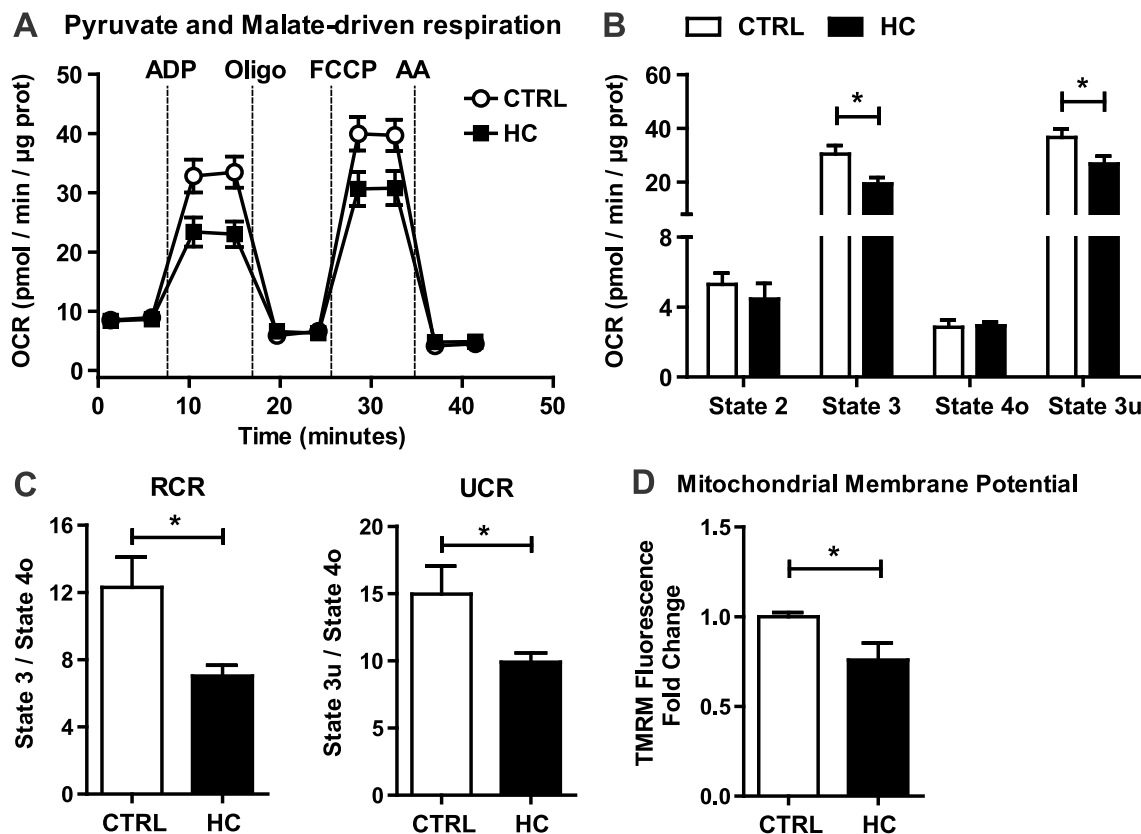 A Pyruvate and Malate-driven respiration
ADP Oligo FCCP AA
CTRL
HC
OCR (pmol / min / µg prot)
50
40
30
20
10
0
0 10 20 30 40 50
Time (minutes)
B CTRL HC
OCR (pmol / min / µg prot)
60
40
20
8
4
0
* *
State 2 State 3 State 4o State 3u
C RCR
State 3 / State 4o
16
12
8
4
0
*
CTRL HC
UCR
State 3u / State 4o
20
15
10
5
0
*
CTRL HC
D Mitochondrial Membrane Potential
TMRM Fluorescence
Fold Change
1.5
1.0
0.5
0.0
*
CTRL HC